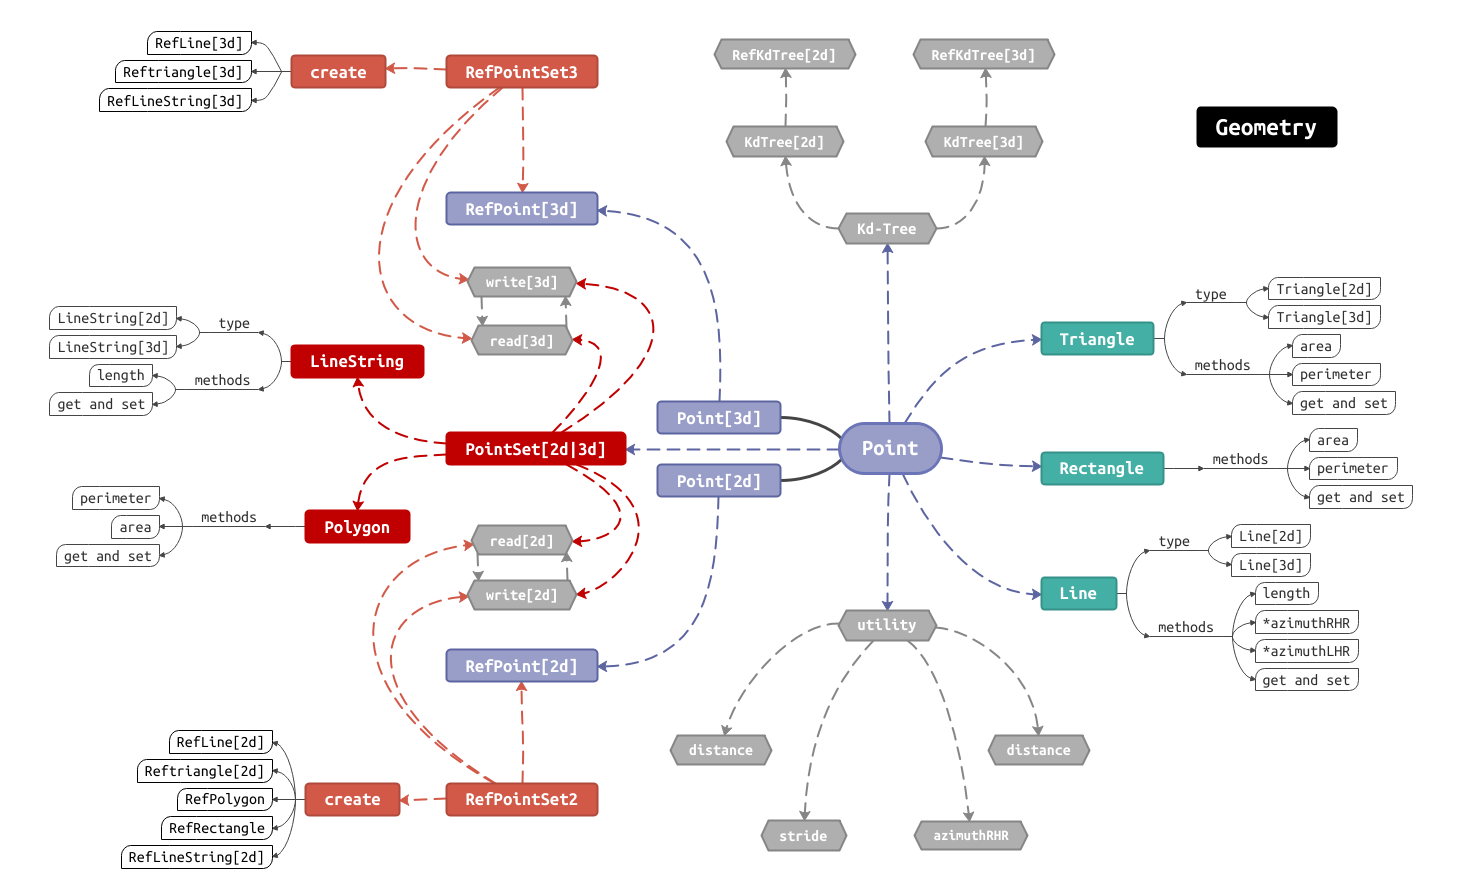 Geometry
RefLine[3d]
Reftriangle[3d]
RefLineString[3d]
create
RefPointSet3
RefKdTree[2d]
RefKdTree[3d]
KdTree[2d]
KdTree[3d]
Kd-Tree
RefPoint[3d]
write[3d]
read[3d]
LineString[2d]
LineString[3d]
type
length
get and set
methods
LineString
PointSet[2d|3d]
Point[3d]
Point[2d]
Point
Triangle
type
Triangle[2d]
Triangle[3d]
methods
area
perimeter
get and set
Rectangle
methods
area
perimeter
get and set
perimeter
area
get and set
methods
Polygon
read[2d]
write[2d]
Line
type
Line[2d]
Line[3d]
methods
length
*azimuthRHR
*azimuthLHR
get and set
utility
RefPoint[2d]
distance
distance
stride
azimuthRHR
RefLine[2d]
Reftriangle[2d]
RefPolygon
RefRectangle
RefLineString[2d]
create
RefPointSet2